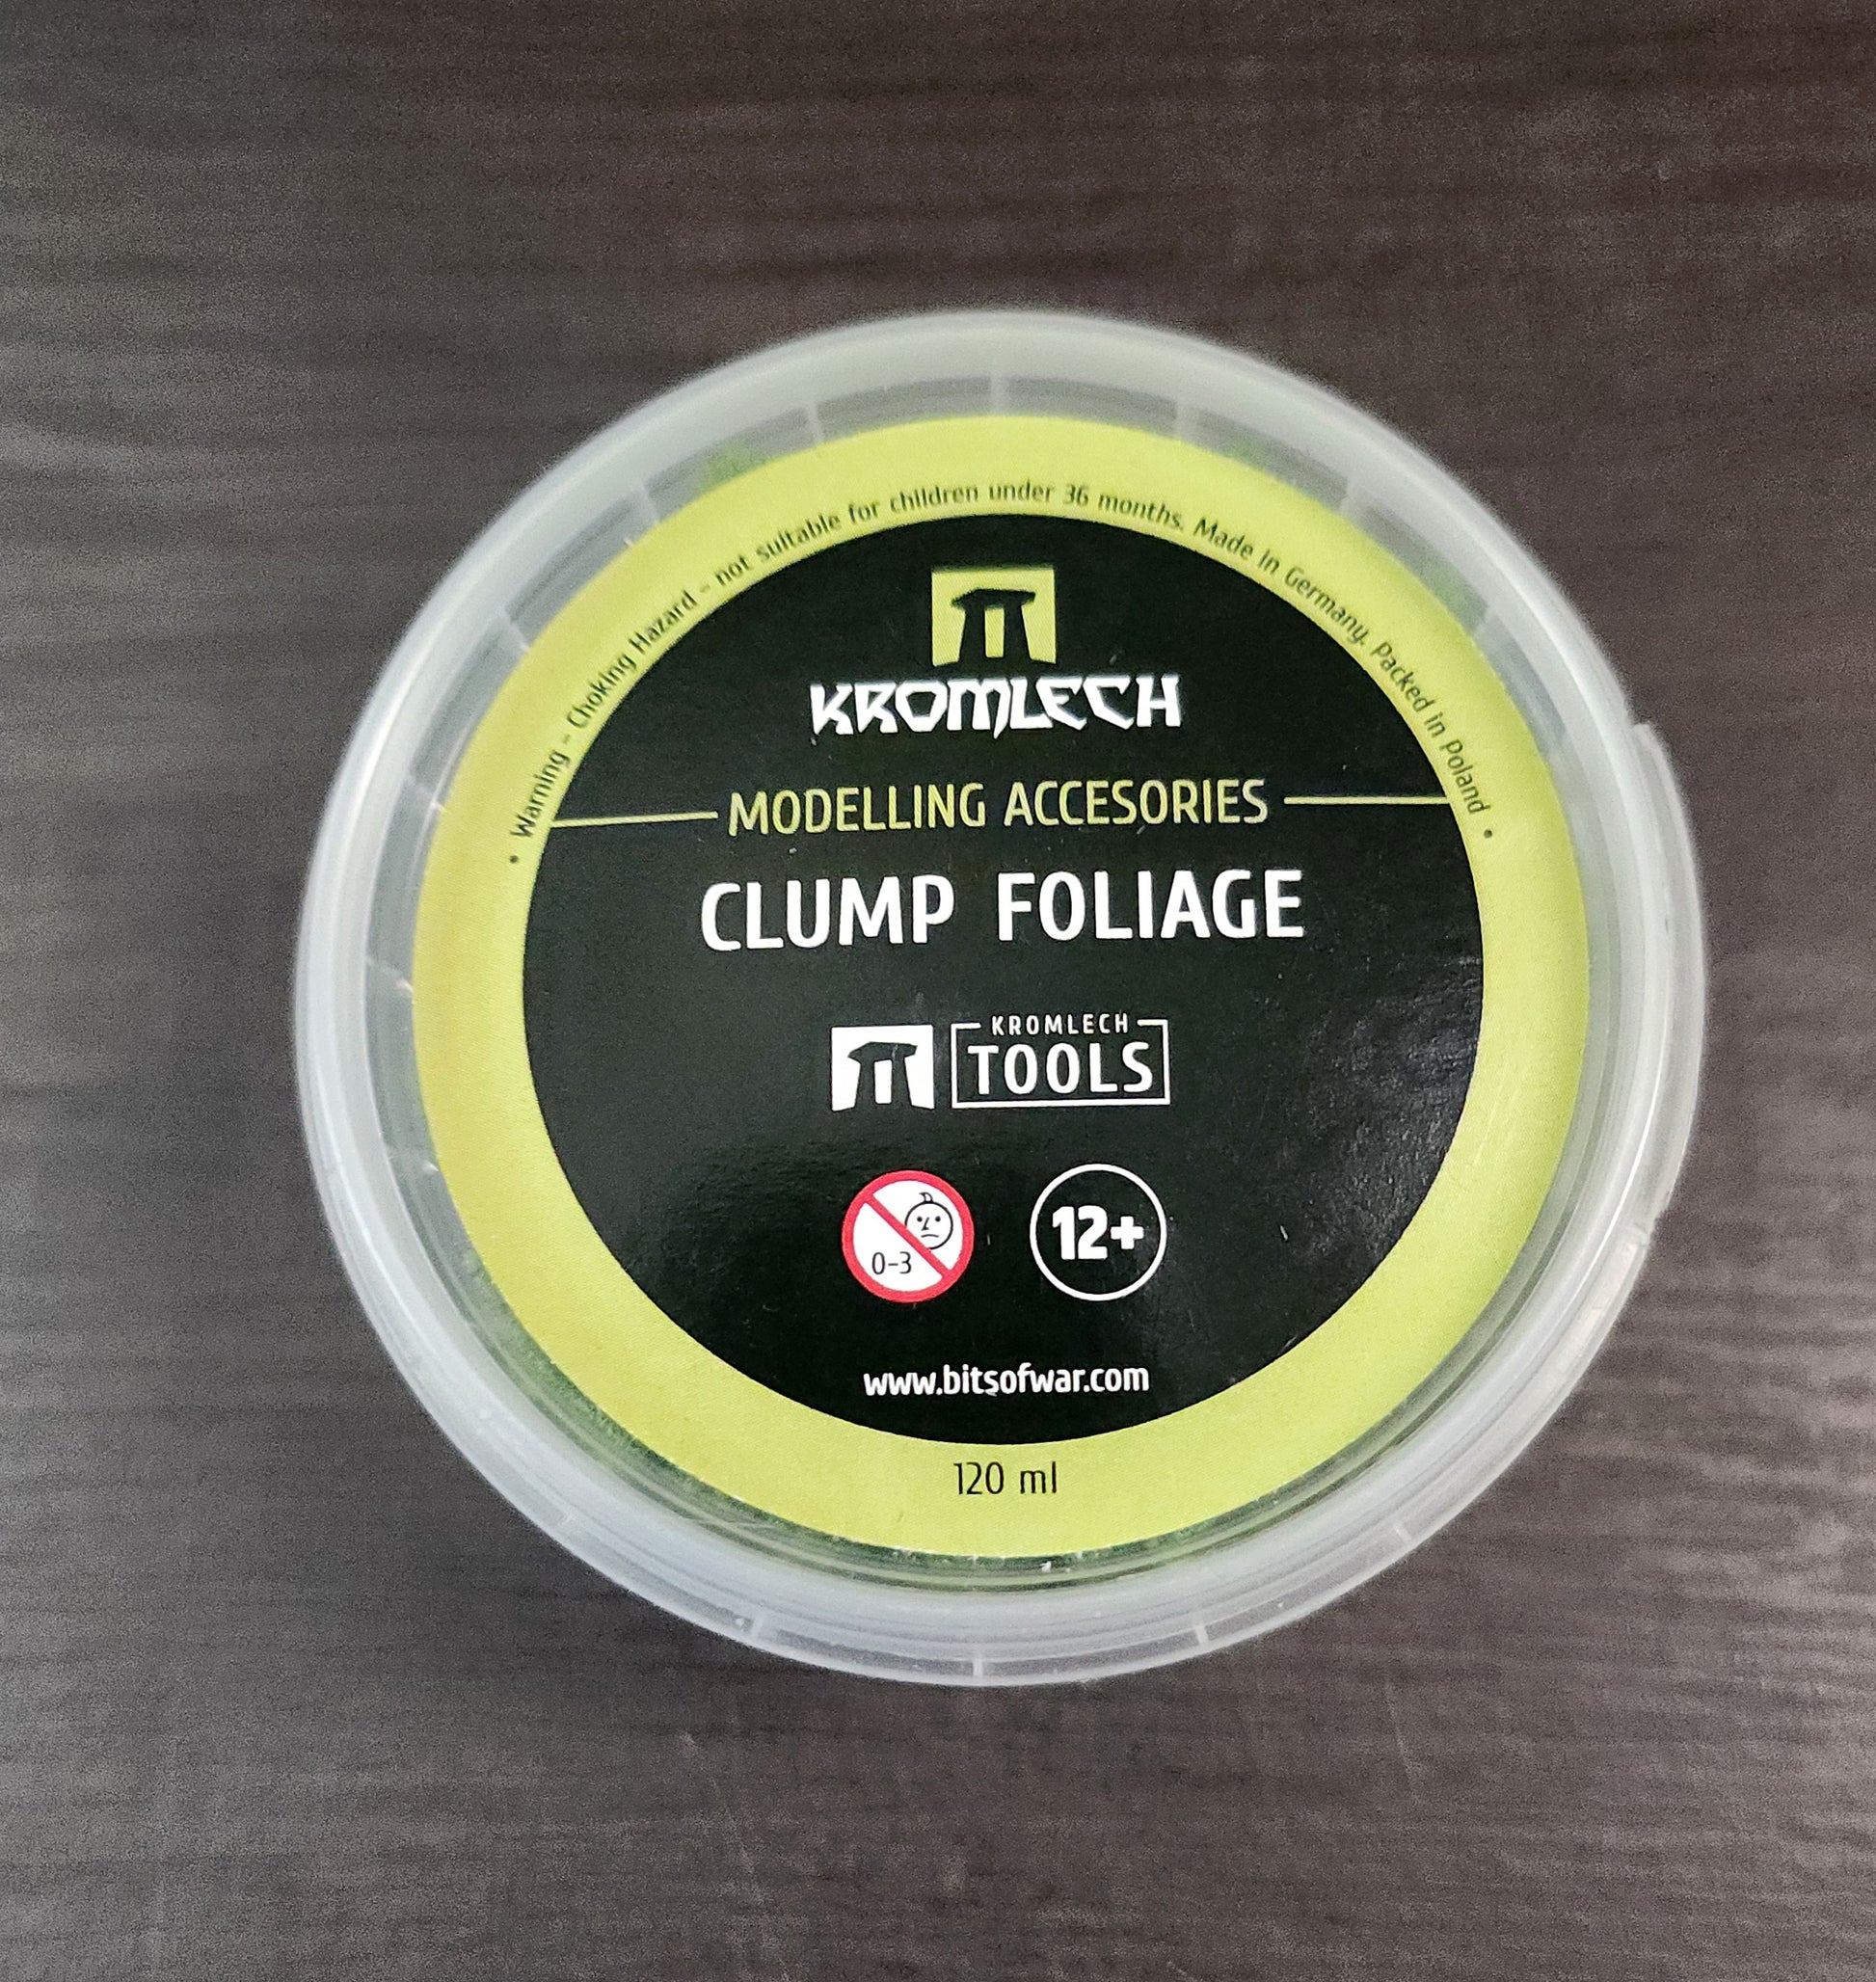 • Warning - Choking Hazard - not suitable for children under 36 months. Made in Germany. Packed in Poland •
KROMLECH
MODELLING ACCESORIES
CLUMP FOLIAGE
KROMLECH
TOOLS
0-3
12+
www.bitsofwar.com
120 ml